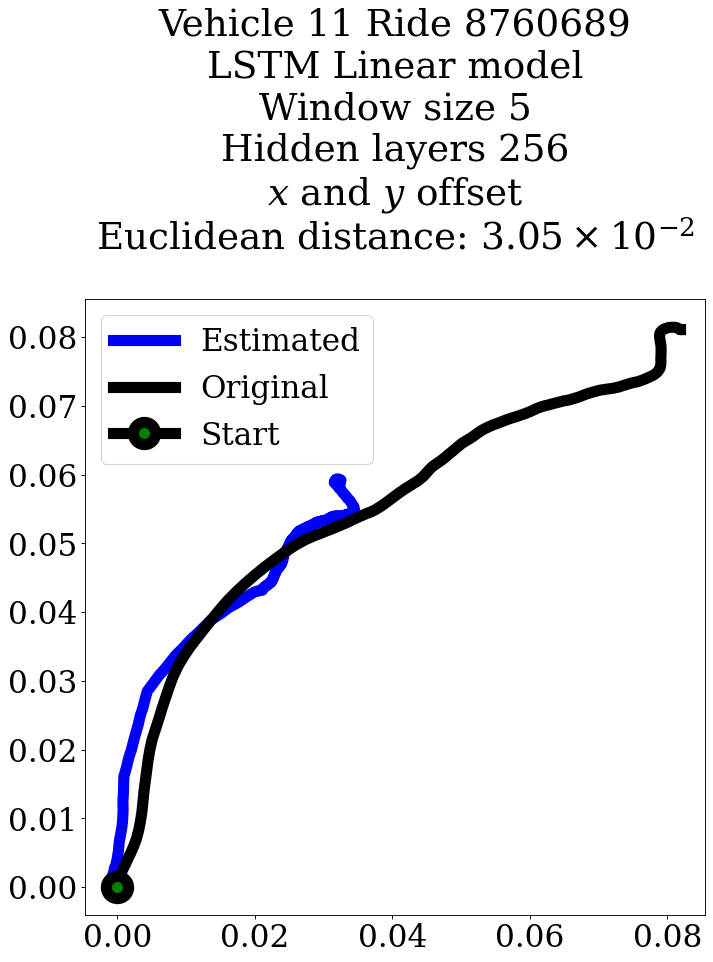 Vehicle 11 Ride 8760689
LSTM Linear model
Window size 5
Hidden layers 256
x and y offset
Euclidean distance: 3.05 × 10⁻²
Estimated
Original
Start
0.08
0.07
0.06
0.05
0.04
0.03
0.02
0.01
0.00
0.00 0.02 0.04 0.06 0.08